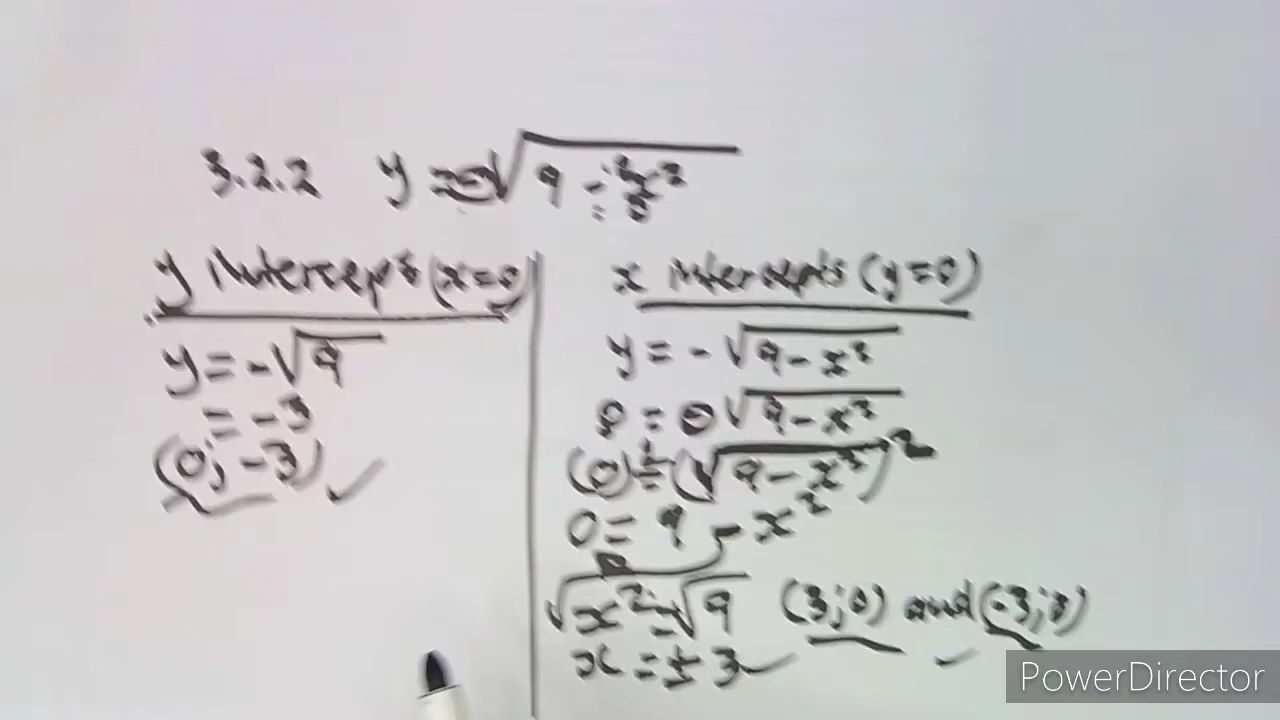 3.2.2 y = -√9 - x²
y intercepts (x=0)
y = -√9
= -3
(0; -3) ✓
x intercepts (y=0)
y = -√9 - x²
0 = -√9 - x²
(0)² = (√9 - x²)²
0 = 9 - x²
√x² = √9 (3;0) and (-3;0)
x = ± 3 ✓ ✓
PowerDirector